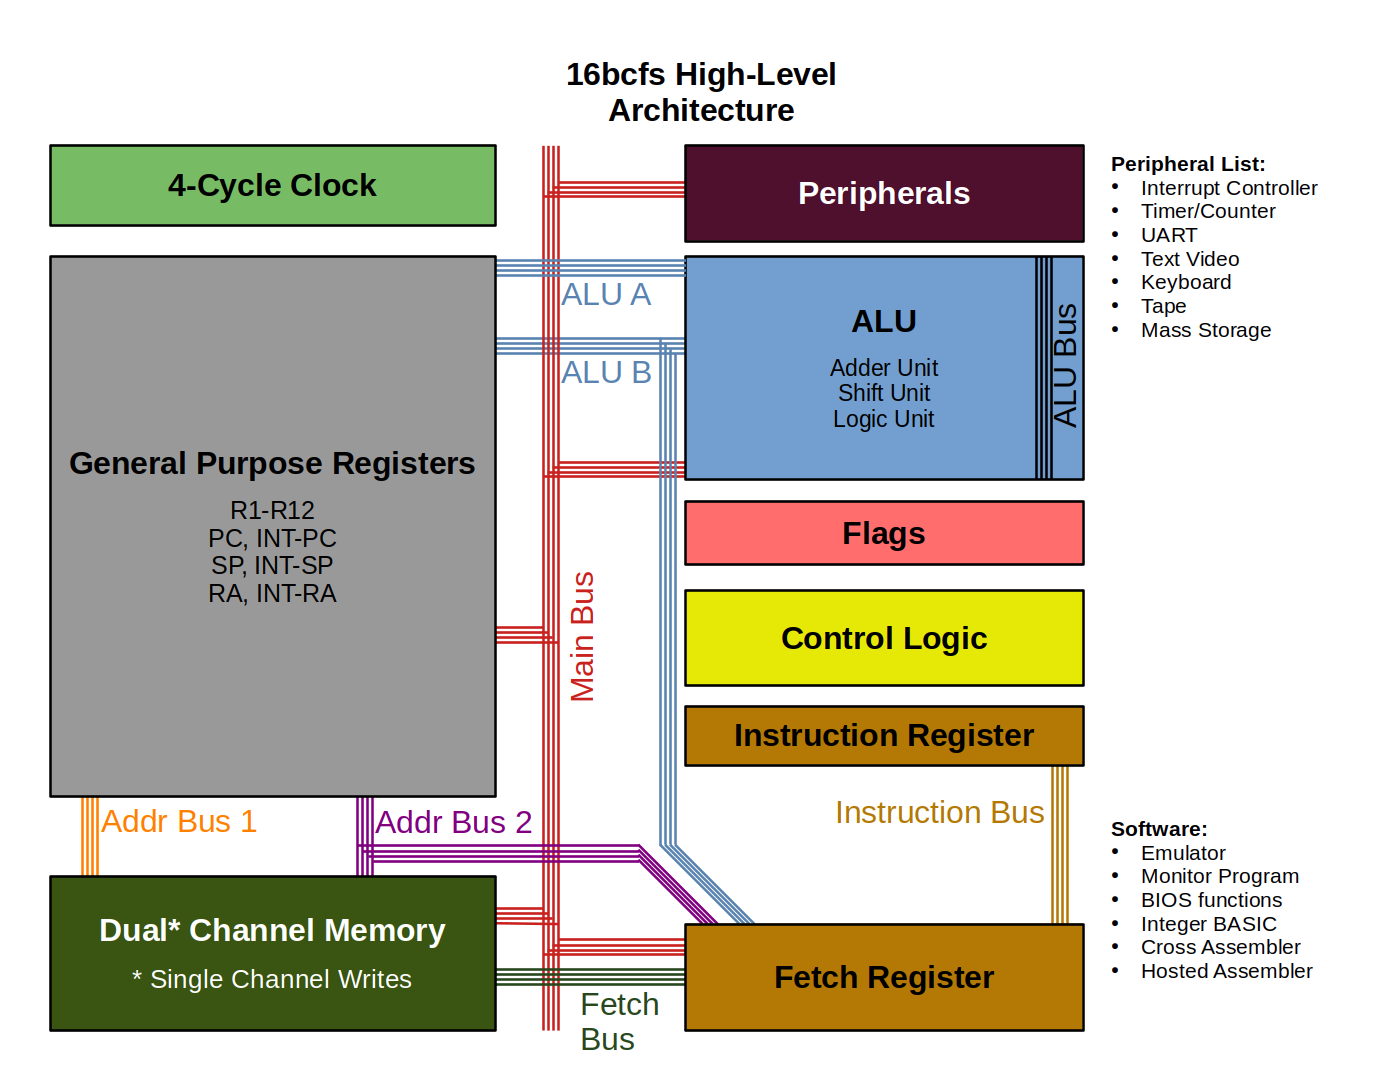 16bcfs High-Level
Architecture
4-Cycle Clock
Peripherals
Peripheral List:
• Interrupt Controller
• Timer/Counter
• UART
• Text Video
• Keyboard
• Tape
• Mass Storage
ALU A
ALU B
ALU
Adder Unit
Shift Unit
Logic Unit
ALU Bus
General Purpose Registers
R1-R12
PC, INT-PC
SP, INT-SP
RA, INT-RA
Flags
Main Bus
Control Logic
Instruction Register
Addr Bus 1
Addr Bus 2
Instruction Bus
Software:
• Emulator
• Monitor Program
• BIOS functions
• Integer BASIC
• Cross Assembler
• Hosted Assembler
Dual* Channel Memory
* Single Channel Writes
Fetch Register
Fetch
Bus